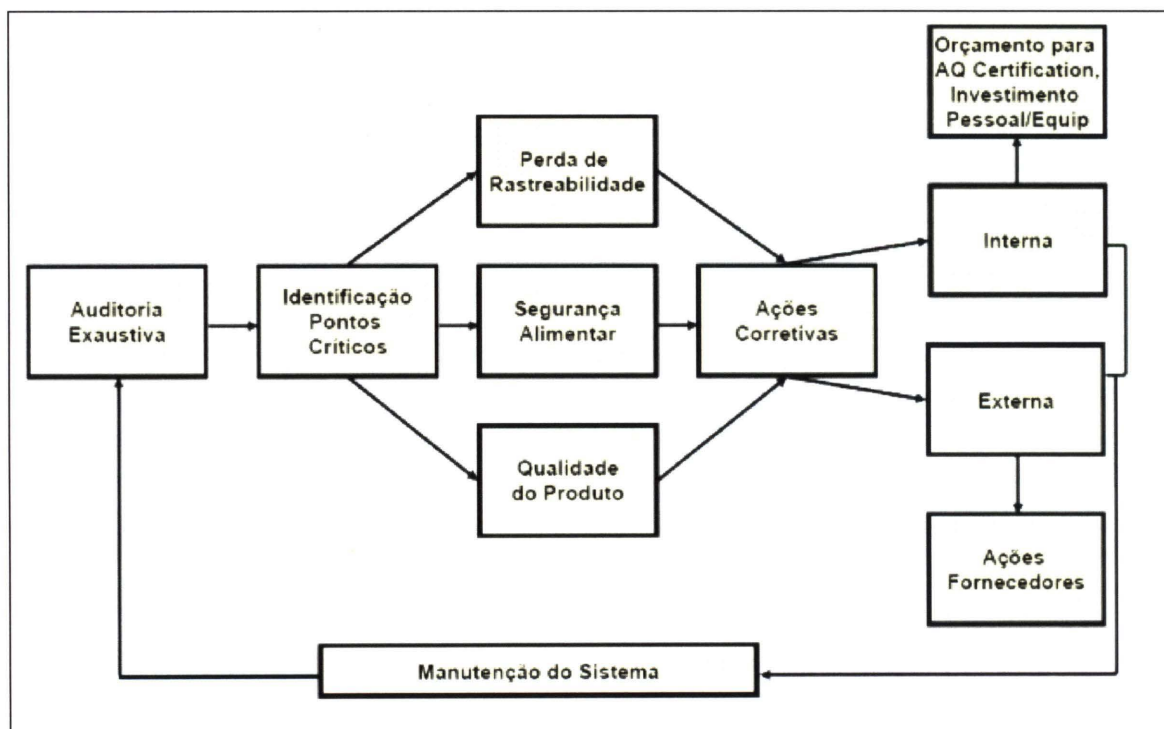 Orçamento para
AQ Certification,
Investimento
Pessoal/Equip
Perda de
Rastreabilidade
Interna
Auditoria
Exaustiva
Identificação
Pontos
Críticos
Segurança
Alimentar
Ações
Corretivas
Externa
Qualidade
do Produto
Ações
Fornecedores
Manutenção do Sistema